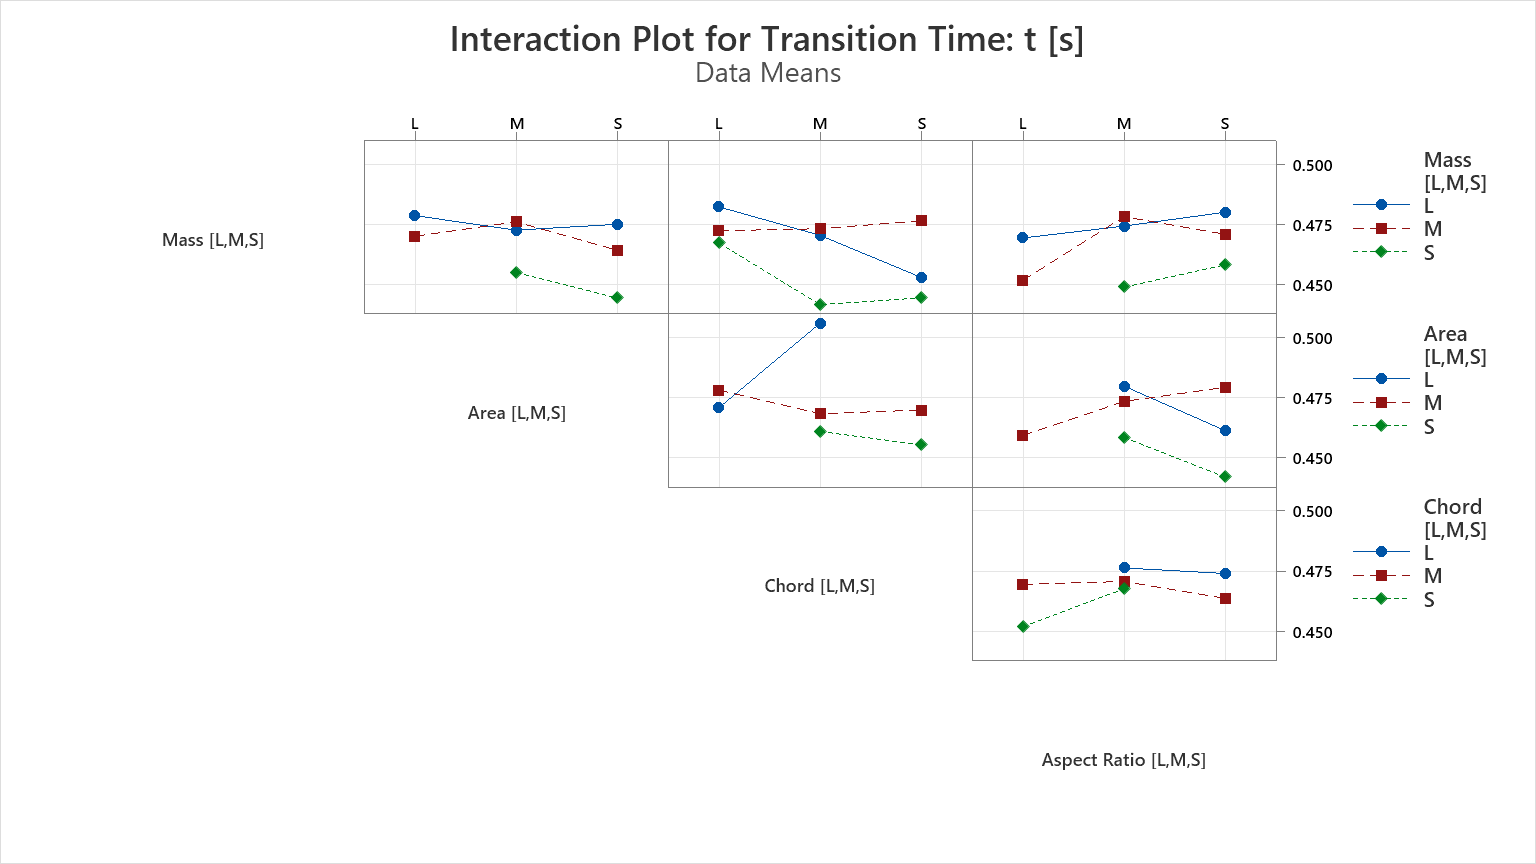 Interaction Plot for Transition Time: t [s]
Data Means
L M S L M S L M S
Mass [L,M,S]
0.500
0.475
0.450
Mass
[L,M,S]
L
M
S
Area [L,M,S]
0.500
0.475
0.450
Area
[L,M,S]
L
M
S
Chord [L,M,S]
0.500
0.475
0.450
Chord
[L,M,S]
L
M
S
Aspect Ratio [L,M,S]